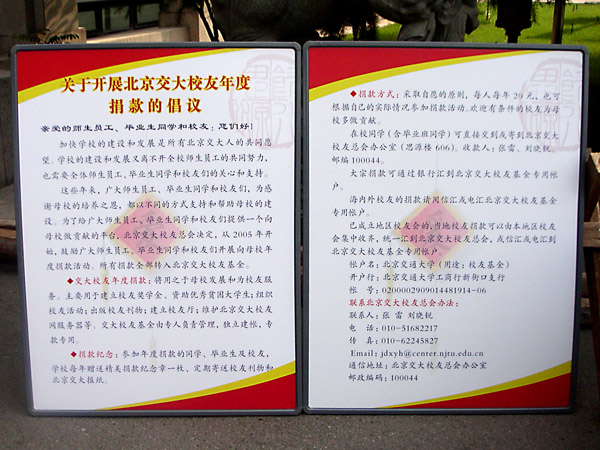 关于开展北京交大校友年度
捐款的倡议
亲爱的师生员工、毕业生同学和校友：您们好！
加快学校的建设和发展是所有北京交大人的共同愿
望。学校的建设和发展又离不开全校师生员工的共同努力，
也需要全体师生员工、毕业生同学和校友们的关心和支持。
这些年来，广大师生员工、毕业生同学和校友们，为感
谢母校的培养之恩，都以不同的方式支持和帮助母校的建
设。为了给广大师生员工、毕业生同学和校友们提供一个向
母校做贡献的平台，北京交大校友总会决定，从2005年开
始，鼓励广大师生员工、毕业生同学和校友们开展向母校年
度捐款活动。所有捐款全部转入北京交大校友基金。
◆交大校友年度捐款：将用之于母校发展和为校友服
务。主要用于建立校友奖学金、资助优秀贫困大学生；组织
校友活动；出版校友刊物；建立校友厅；维护北京交大校友
网服务器等。交大校友基金由专人负责管理，独立建帐，专
款专用。
◆捐款纪念：参加年度捐款的同学、毕业生及校友，
学校每年赠送精美捐款纪念章一枚，定期寄送校友刊物和
北京交大报纸。
◆捐款方式：采取自愿的原则，每人每年20元，也可
根据自己的实际情况参加捐款活动。欢迎有条件的校友为母
校多做贡献。
在校同学(含毕业班同学)可直接交到或寄到北京交大
校友总会办公室(思源楼606)。收款人：张雷、刘晓锐，
邮编100044。
大宗捐款可通过银行汇到北京交大校友基金专用帐
户。
海内外校友的捐款请用信汇或电汇北京交大校友基金
专用帐户。
已成立地区校友会的，当地校友捐款可以由本地区校友
会集中收齐，统一汇到北京交大校友总会，或信汇或电汇到
北京交大校友基金专用帐户。
帐户名：北京交通大学(用途：校友基金)
开户行：北京交通大学工商行新街口支行
帐 号：0200002909014481914-06
联系北京交大校友总会办法：
联系人：张 雷 刘晓锐
电 话：010-51682217
传 真：010-62245827
Email：jdxyh@center.njtu.edu.cn
通信地址：北京交大校友总会办公室
邮政编码：100044